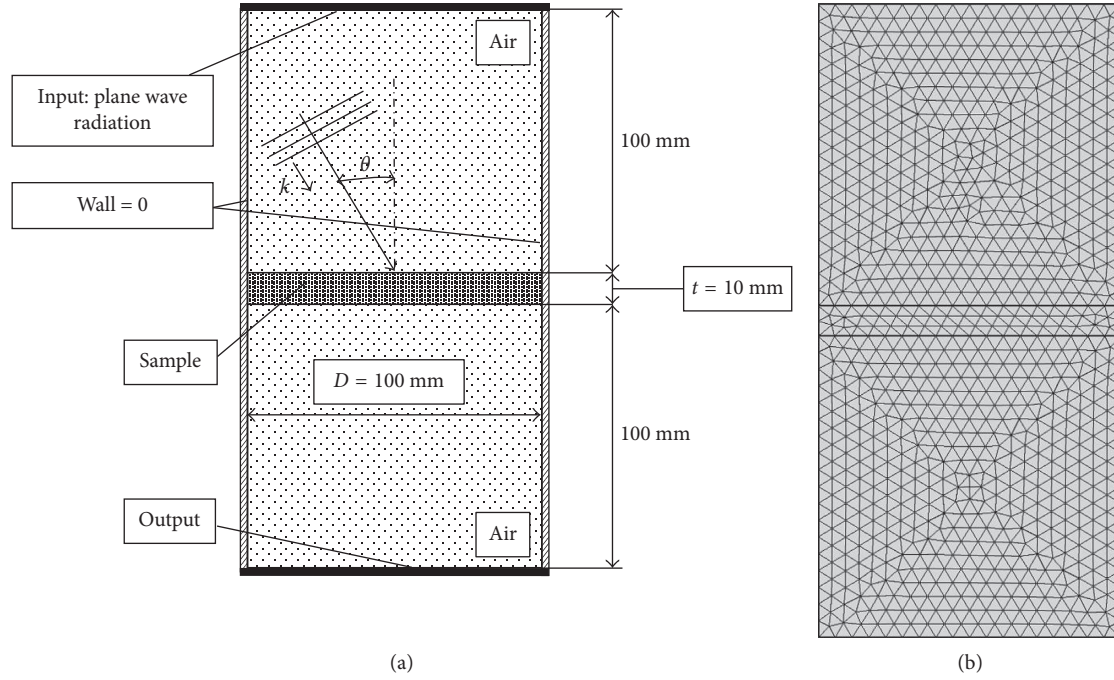 Air
Input: plane wave
radiation
100 mm
θ
k
Wall = 0
t = 10 mm
Sample
D = 100 mm
100 mm
Output
Air
(a)
(b)